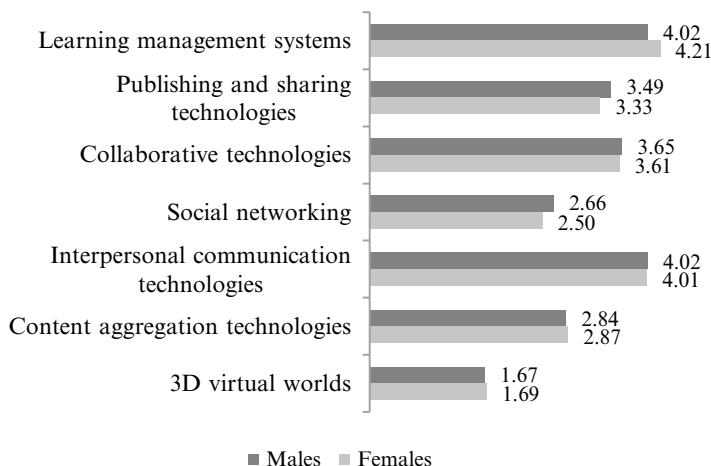 Learning management systems
4.02
4.21
Publishing and sharing
technologies
3.49
3.33
Collaborative technologies
3.65
3.61
Social networking
2.66
2.50
Interpersonal communication
technologies
4.02
4.01
Content aggregation technologies
2.84
2.87
3D virtual worlds
1.67
1.69
Males Females